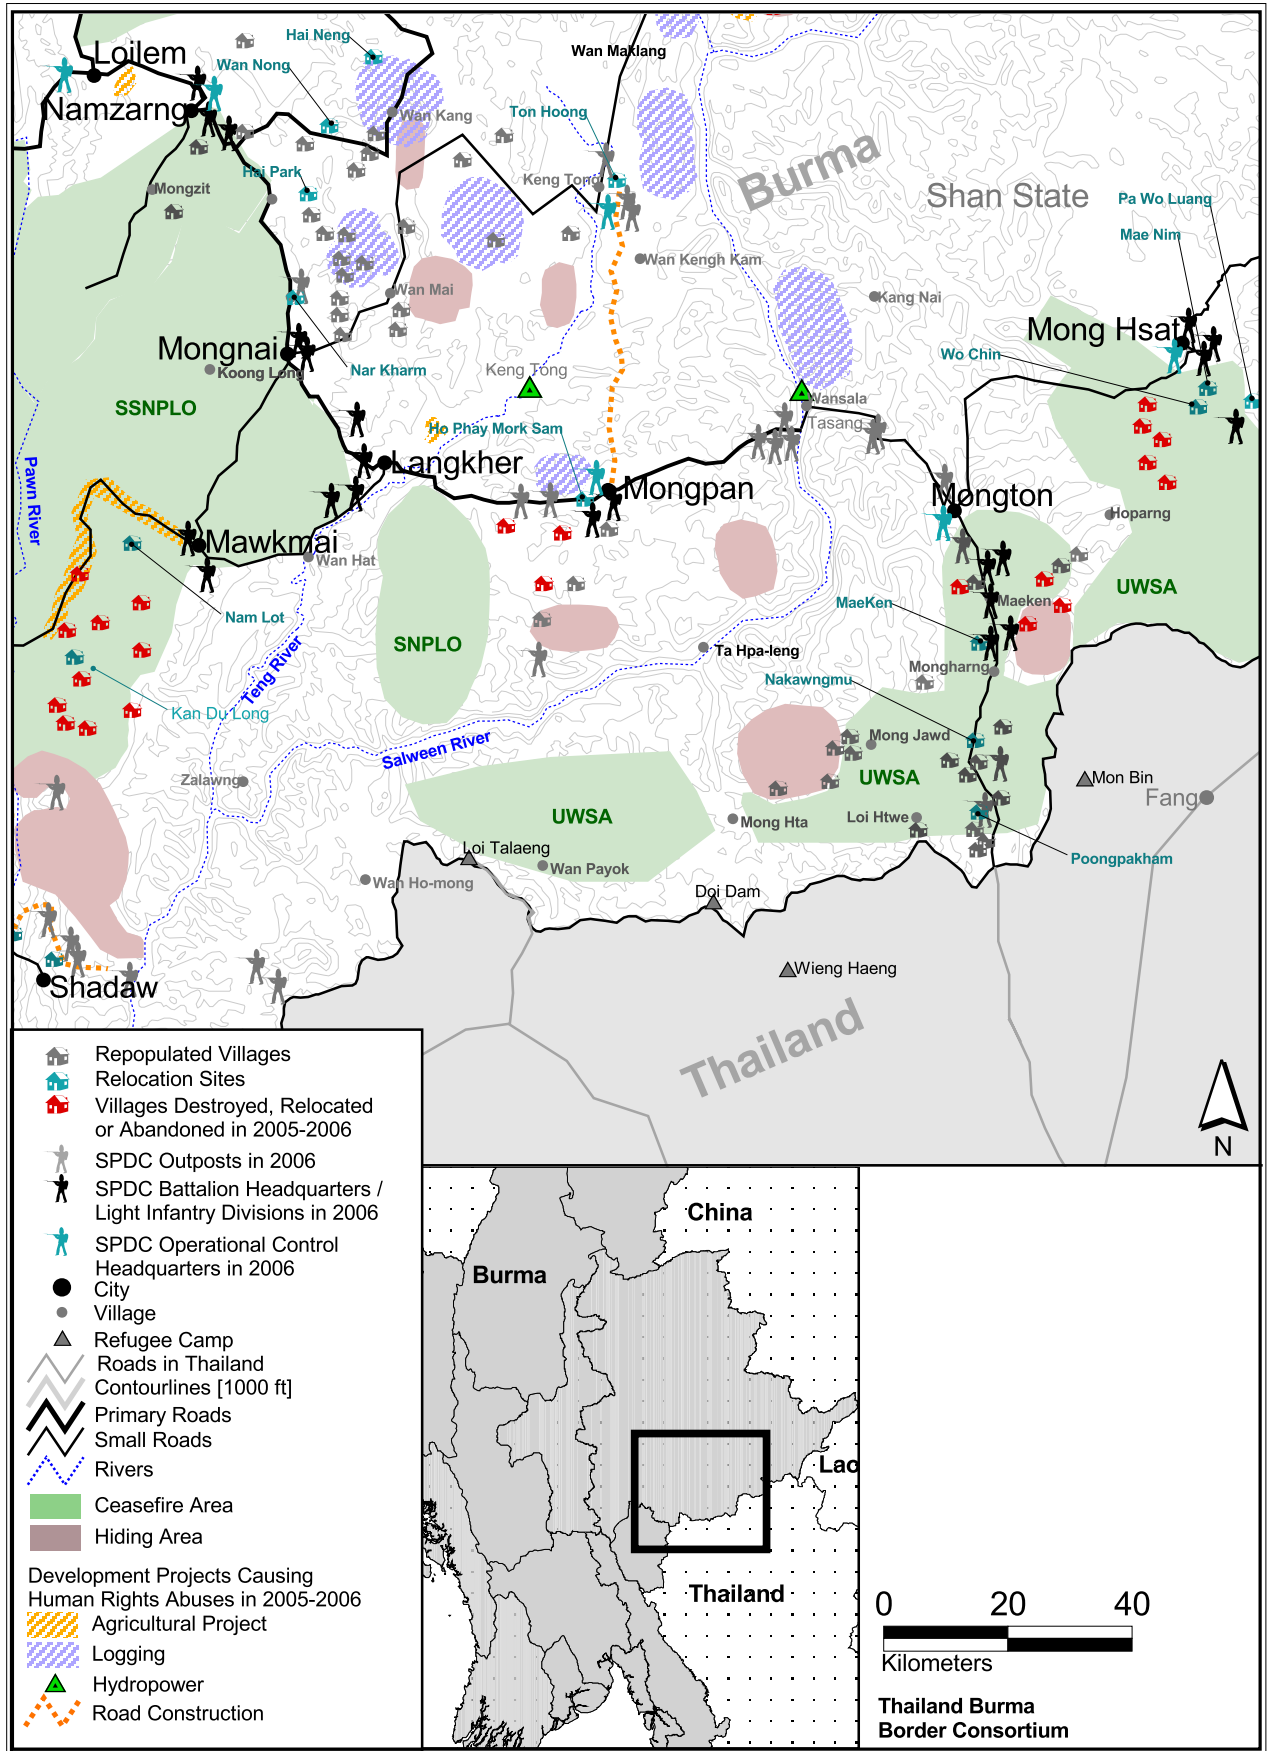 Hai Neng
Wan Maklang
Loilem
Wan Nong
Namzarng
Wan Kang
Ton Hoong
Burma
Hai Park
Keng Tong
Mongzit
Shan State
Pa Wo Luang
Mae Nim
Wan Kengh Kam
Wan Mai
Kang Nai
Mong Hsat
Mongnai
Wo Chin
Koong Long
Nar Kharm
Keng Tong
SSNPLO
Wansala
Tasang
Ho Phay Mork Sam
Langkher
Pawn River
Mongpan
Mongton
Hoparng
Mawkmai
Wan Hat
UWSA
MaeKen
Maeken
Nam Lot
SNPLO
Ta Hpa-leng
Teng River
Mongharng
Nakawngmu
Kan Du Long
Salween River
Mong Jawd
Zalawng
UWSA
Mon Bin
Fang
UWSA
Mong Hta
Loi Htwe
Loi Talaeng
Poongpakham
Wan Payok
Wan Ho-mong
Doi Dam
Wieng Haeng
Shadaw
Thailand
N
Repopulated Villages
Relocation Sites
Villages Destroyed, Relocated
or Abandoned in 2005-2006
SPDC Outposts in 2006
SPDC Battalion Headquarters /
Light Infantry Divisions in 2006
SPDC Operational Control
Headquarters in 2006
City
Village
Refugee Camp
Roads in Thailand
Contourlines [1000 ft]
Primary Roads
Small Roads
Rivers
Ceasefire Area
Hiding Area
Development Projects Causing
Human Rights Abuses in 2005-2006
Agricultural Project
Logging
Hydropower
Road Construction
China
Burma
Lao
Thailand
0 20 40
Kilometers
Thailand Burma
Border Consortium